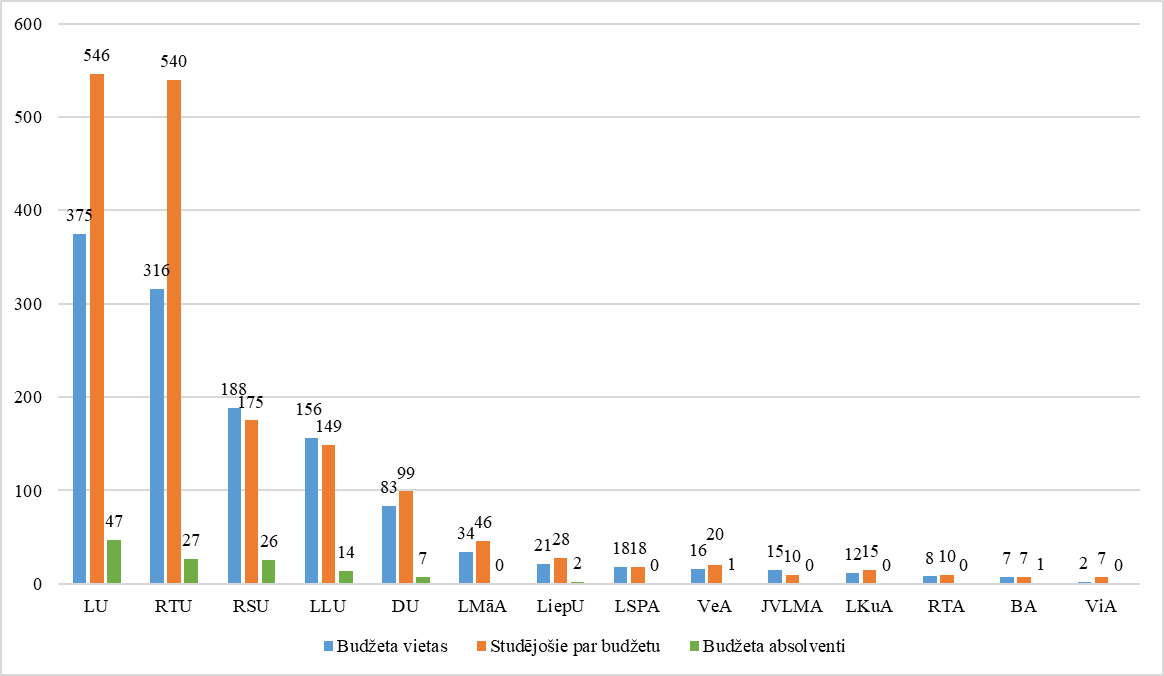 600
500
400
300
200
100
0
375 546 47
316 540 27
188 175 26
156 149 14
83 99 7
34 46 0
21 28 2
18 18 0
16 20 1
15 10 0
12 15 0
8 10 0
7 7 1
2 7 0
LU RTU RSU LLU DU LMāA LiepU LSPA VeA JVLMA LKuA RTA BA ViA
Budžeta vietas Studējošie par budžetu Budžeta absolventi